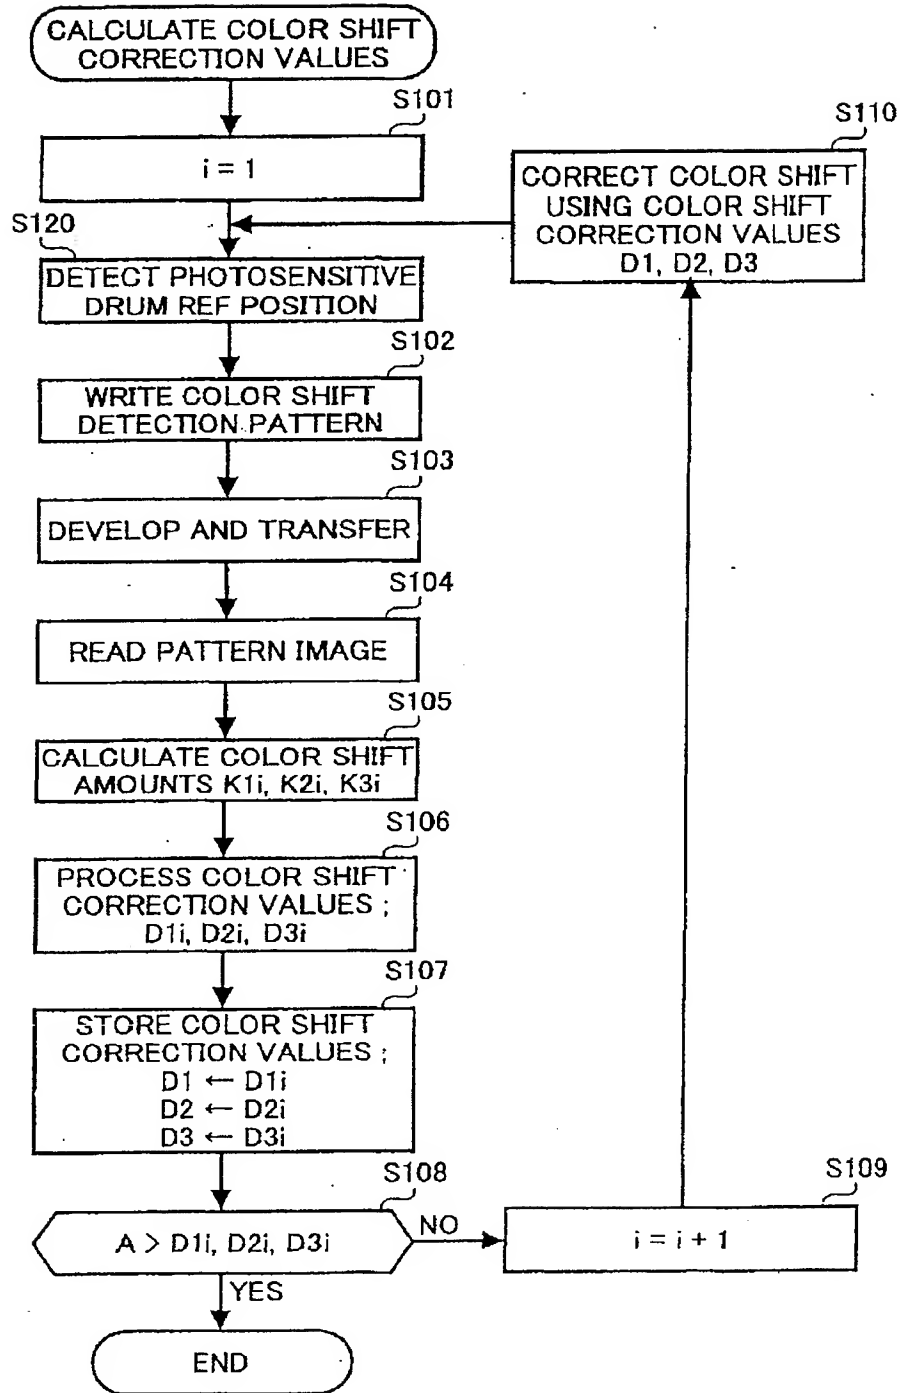 CALCULATE COLOR SHIFT
CORRECTION VALUES
S101
i = 1
S120
DETECT PHOTOSENSITIVE
DRUM REF POSITION
S102
WRITE COLOR SHIFT
DETECTION PATTERN
S103
DEVELOP AND TRANSFER
S104
READ PATTERN IMAGE
S105
CALCULATE COLOR SHIFT
AMOUNTS K1i, K2i, K3i
S106
PROCESS COLOR SHIFT
CORRECTION VALUES ;
D1i, D2i, D3i
S107
STORE COLOR SHIFT
CORRECTION VALUES ;
D1 ← D1i
D2 ← D2i
D3 ← D3i
S108
A > D1i, D2i, D3i
NO
YES
END
S109
i = i + 1
S110
CORRECT COLOR SHIFT
USING COLOR SHIFT
CORRECTION VALUES
D1, D2, D3